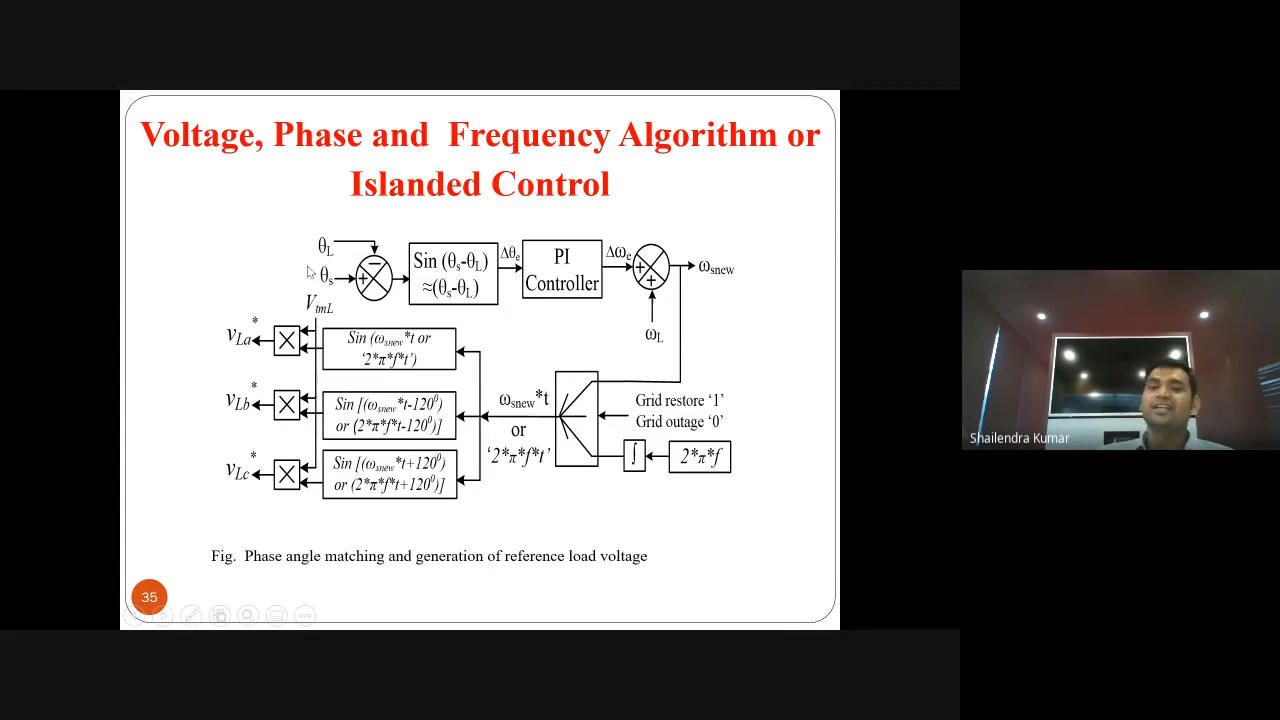 Voltage, Phase and Frequency Algorithm or
Islanded Control
θL
θs
VtmL
Sin (θs-θL)
≈(θs-θL)
Δθe
PI
Controller
Δωe
ωsnew
ωL
vLa*
vLb*
vLc*
Sin (ωsnew*t or
‘2*π*f*t’)
Sin [(ωsnew*t-120⁰)
or (2*π*f*t-120⁰)]
Sin [(ωsnew*t+120⁰)
or (2*π*f*t+120⁰)]
ωsnew*t
or
‘2*π*f*t’
Grid restore ‘1’
Grid outage ‘0’
∫
2*π*f
Fig. Phase angle matching and generation of reference load voltage
35
Shailendra Kumar